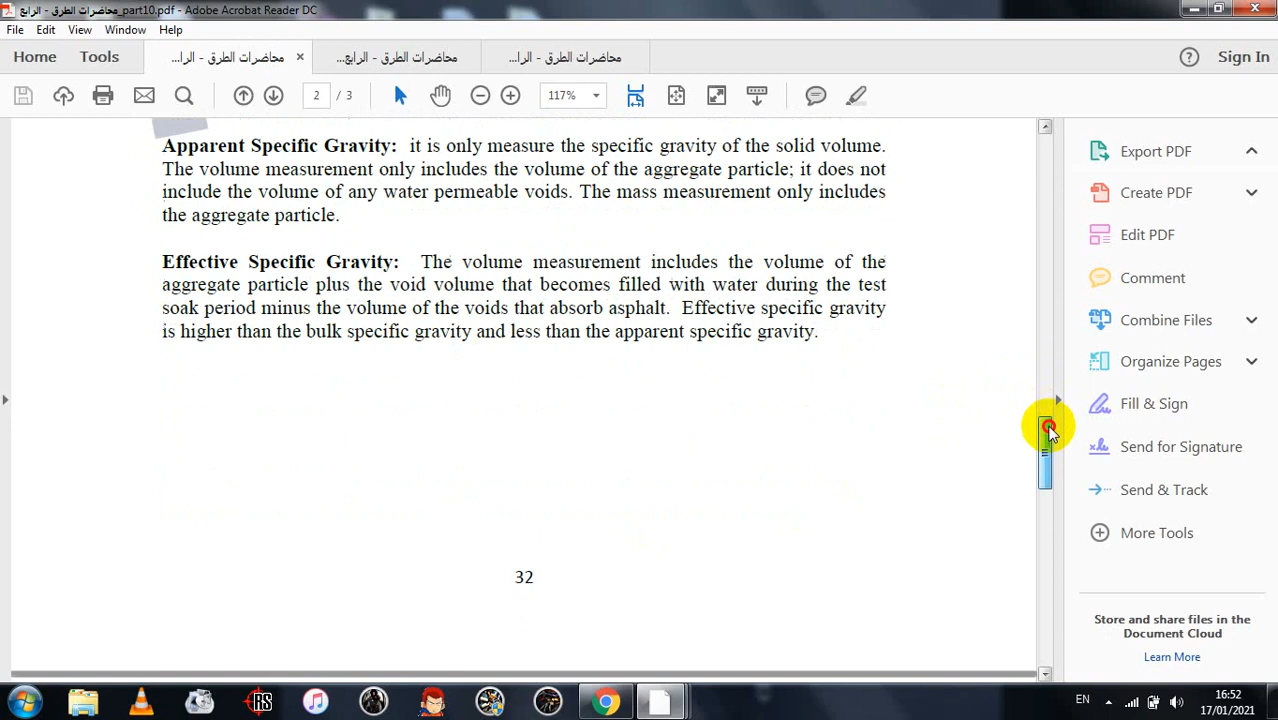 محاضرات الطرق - الرابع_part10.pdf - Adobe Acrobat Reader DC
File Edit View Window Help
Home Tools محاضرات الطرق - الرا... × محاضرات الطرق - الرابع... محاضرات الطرق - الرا... Sign In
2 / 3 117%
Apparent Specific Gravity: it is only measure the specific gravity of the solid volume.
The volume measurement only includes the volume of the aggregate particle; it does not
include the volume of any water permeable voids. The mass measurement only includes
the aggregate particle.
Effective Specific Gravity: The volume measurement includes the volume of the
aggregate particle plus the void volume that becomes filled with water during the test
soak period minus the volume of the voids that absorb asphalt. Effective specific gravity
is higher than the bulk specific gravity and less than the apparent specific gravity.
32
Export PDF
Create PDF
Edit PDF
Comment
Combine Files
Organize Pages
Fill & Sign
Send for Signature
Send & Track
More Tools
Store and share files in the
Document Cloud
Learn More
RS
EN
16:52
17/01/2021